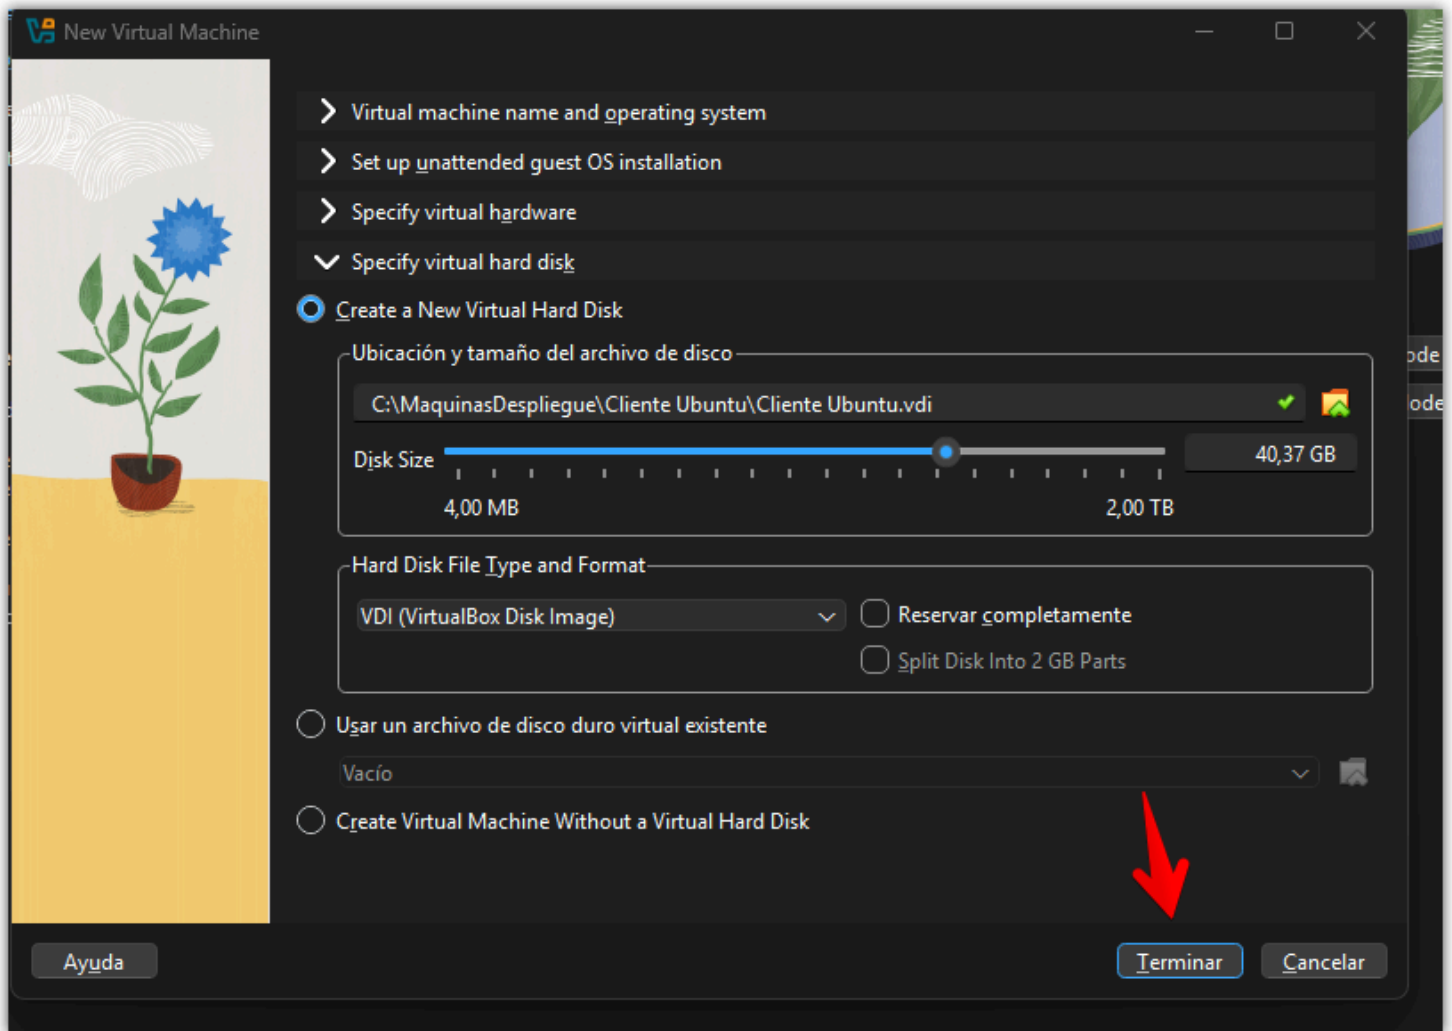 New Virtual Machine
Virtual machine name and operating system
Set up unattended guest OS installation
Specify virtual hardware
Specify virtual hard disk
Create a New Virtual Hard Disk
Ubicación y tamaño del archivo de disco
C:\MaquinasDespliegue\Cliente Ubuntu\Cliente Ubuntu.vdi
Disk Size
40,37 GB
4,00 MB
2,00 TB
Hard Disk File Type and Format
VDI (VirtualBox Disk Image)
Reservar completamente
Split Disk Into 2 GB Parts
Usar un archivo de disco duro virtual existente
Vacío
Create Virtual Machine Without a Virtual Hard Disk
Ayuda
Terminar
Cancelar